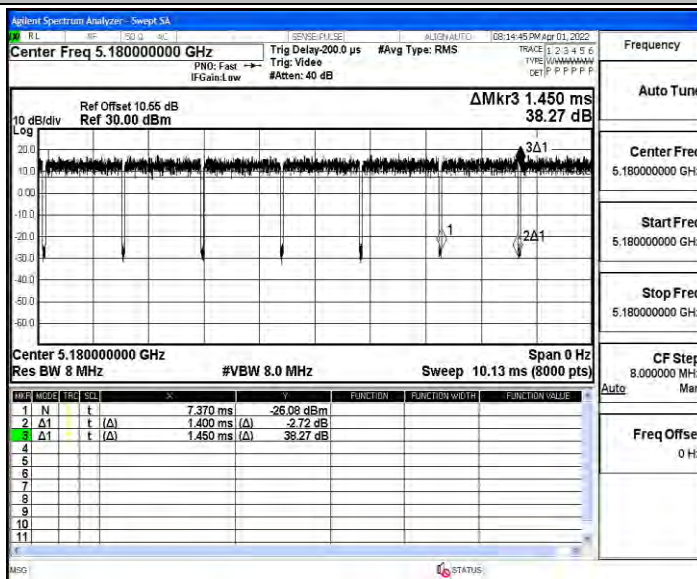 Agilent Spectrum Analyzer - Swept SA
RL RF 50 Ω AC SENSE:PULSE ALIGNAUTO 08:14:45 PM Apr 01, 2022
Center Freq 5.180000000 GHz
PNO: Fast
IFGain:Low
Trig Delay-200.0 µs
Trig: Video
#Atten: 40 dB
#Avg Type: RMS
TRACE 1 2 3 4 5 6
TYPE
DET P P P P P P
Frequency
Auto Tune
Center Freq
5.180000000 GHz
Start Freq
5.180000000 GHz
Stop Freq
5.180000000 GHz
CF Step
8.000000 MHz
Auto Man
Freq Offset
0 Hz
ΔMkr3 1.450 ms
38.27 dB
Ref Offset 10.55 dB
10 dB/div Ref 30.00 dBm
Log
20.0
10.0
0.00
-10.0
-20.0
-30.0
-40.0
-50.0
-60.0
3Δ1
1
2Δ1
Center 5.180000000 GHz Span 0 Hz
Res BW 8 MHz #VBW 8.0 MHz Sweep 10.13 ms (8000 pts)
MKR MODE TRC SCL X Y FUNCTION FUNCTION WIDTH FUNCTION VALUE
1 N t 7.370 ms -26.08 dBm
2 Δ1 t (Δ) 1.400 ms (Δ) -2.72 dB
3 Δ1 t (Δ) 1.450 ms (Δ) 38.27 dB
4
5
6
7
8
9
10
11
MSG STATUS